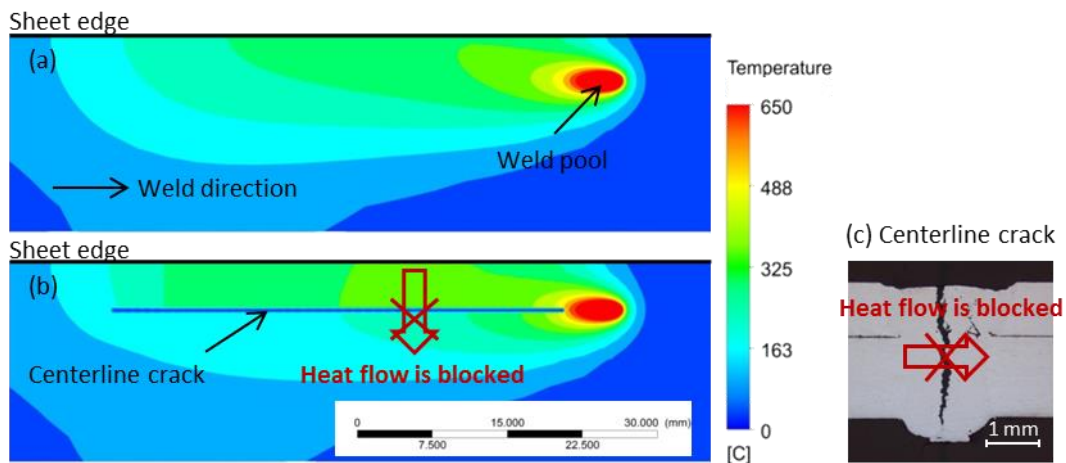 Sheet edge
(a)
Weld pool
Weld direction
Sheet edge
(b)
Centerline crack
Heat flow is blocked
0 15.000 30.000 (mm)
7.500 22.500
Temperature
650
488
325
163
0
[C]
(c) Centerline crack
Heat flow is blocked
1 mm